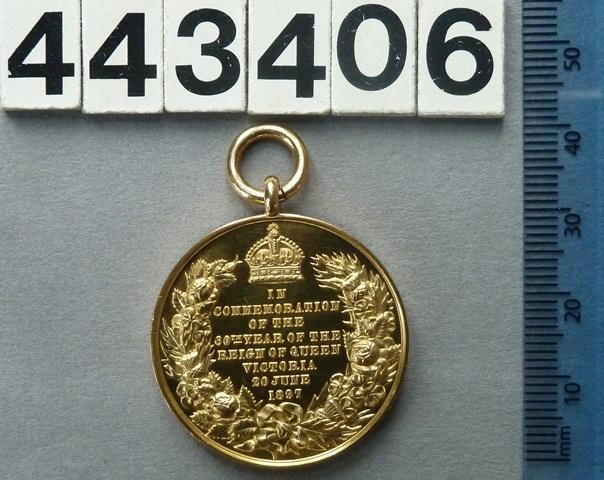 443406
IN
COMMEMORATION
OF THE
60TH YEAR OF THE
REIGN OF QUEEN
VICTORIA
20 JUNE
1897
50
40
30
20
10
mm